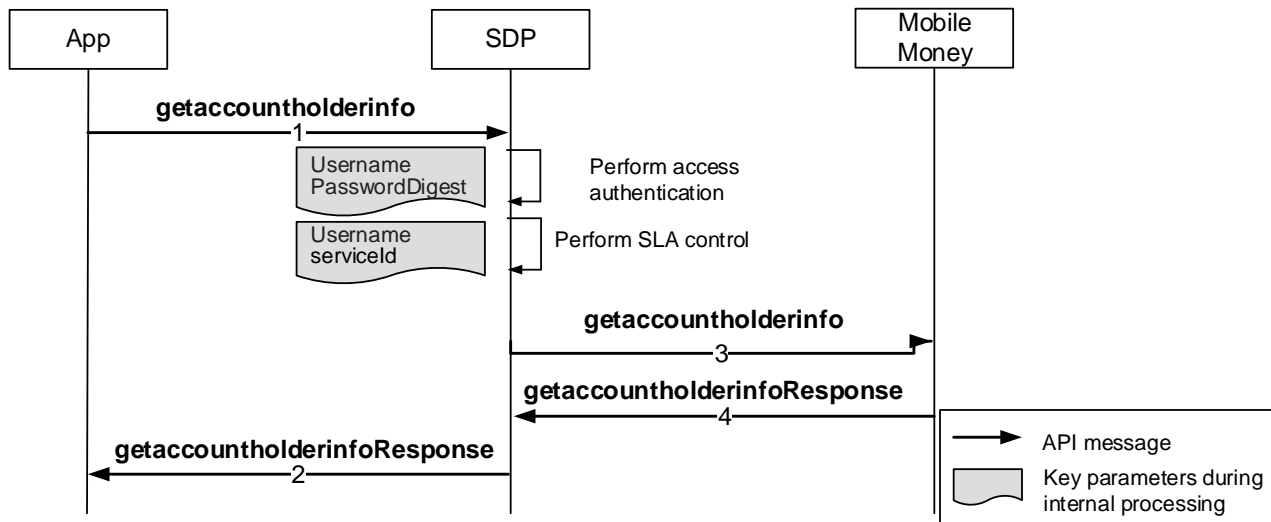 App
SDP
Mobile
Money
getaccountholderinfo
1
Username
PasswordDigest
Perform access
authentication
Username
serviceId
Perform SLA control
getaccountholderinfo
3
getaccountholderinfoResponse
4
getaccountholderinfoResponse
2
API message
Key parameters during
internal processing